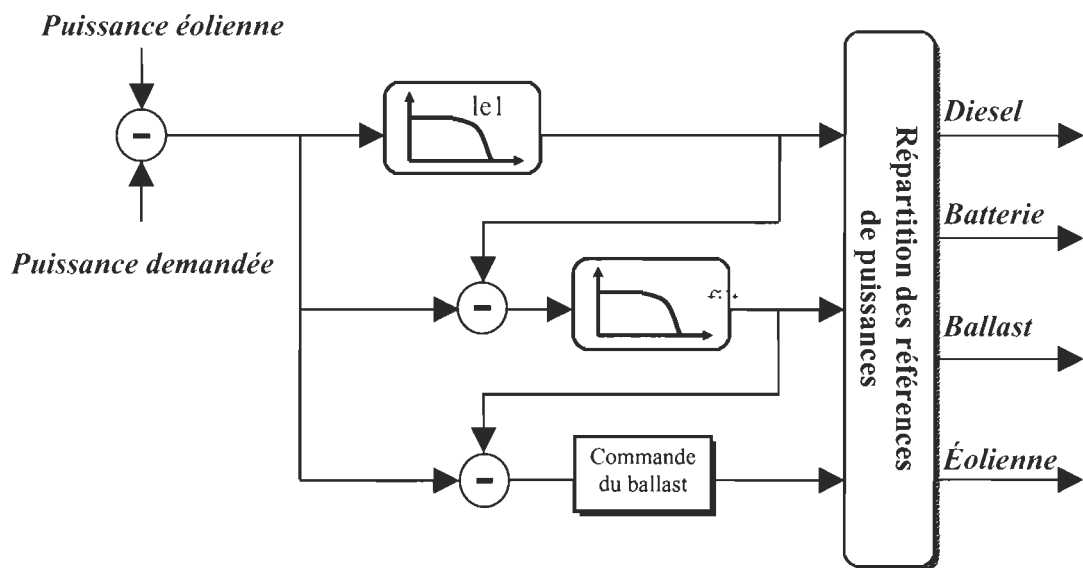 Puissance éolienne
-
Puissance demandée
-
-
Commande
du ballast
Répartition des références
de puissances
Diesel
Batterie
Ballast
Éolienne